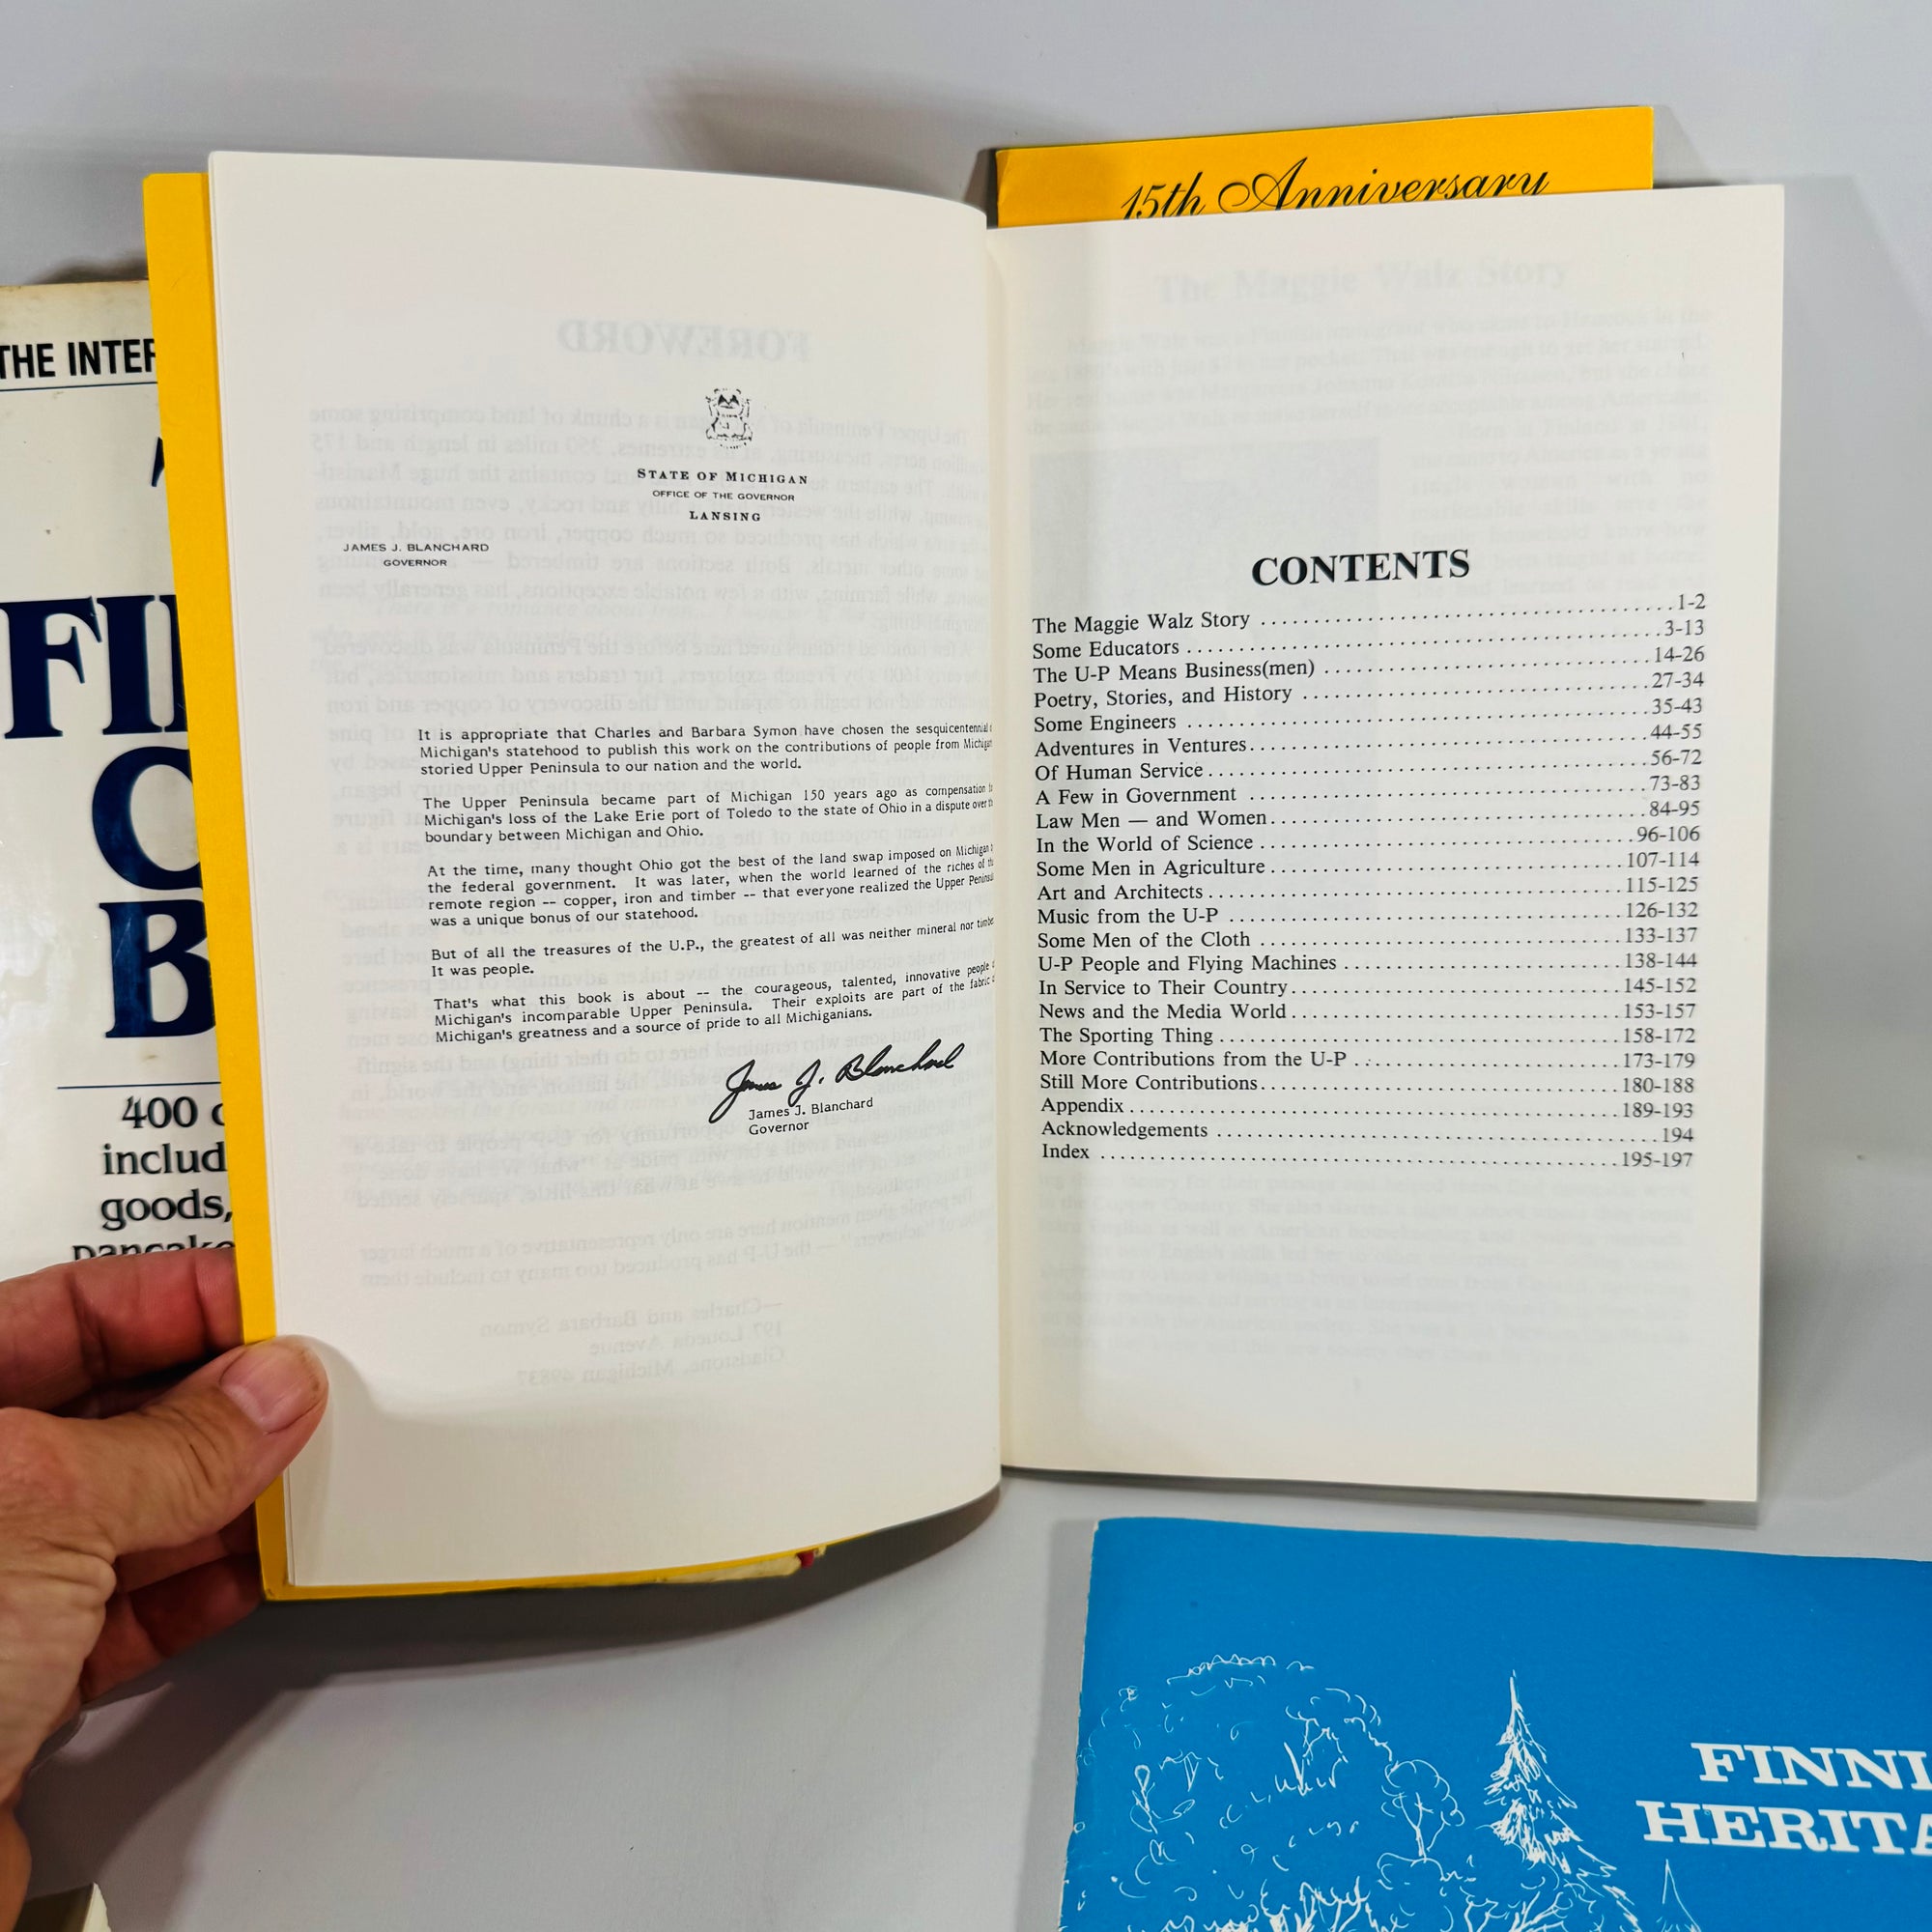 THE INTER
400
includ
goods,
pancake
STATE OF MICHIGAN
OFFICE OF THE GOVERNOR
LANSING
JAMES J. BLANCHARD
GOVERNOR
It is appropriate that Charles and Barbara Symon have chosen the sesquicentennial
Michigan's statehood to publish this work on the contributions of people from
storied Upper Peninsula to our nation and the world.
The Upper Peninsula became part of Michigan 150 years ago as compensation
Michigan's loss of the Lake Erie port of Toledo to the state of Ohio in a dispute over
boundary between Michigan and Ohio.
At the time, many thought Ohio got the best of the land swap imposed on Michigan
the federal government. It was later, when the world learned of the riches of
remote region -- copper, iron and timber -- that everyone realized the Upper
was a unique bonus of our statehood.
But of all the treasures of the U.P., the greatest of all was neither mineral nor
It was people.
That's what this book is about -- the courageous, talented, innovative people
Michigan's incomparable Upper Peninsula. Their exploits are part of the fabric
Michigan's greatness and a source of pride to all Michiganians.
James J. Blanchard
James J. Blanchard
Governor
15th Anniversary
The Maggie Walz Story
CONTENTS
The Maggie Walz Story 1-2
Some Educators 3-13
The U-P Means Business(men) 14-26
Poetry, Stories, and History 27-34
Some Engineers 35-43
Adventures in Ventures 44-55
Of Human Service 56-72
A Few in Government 73-83
Law Men — and Women 84-95
In the World of Science 96-106
Some Men in Agriculture 107-114
Art and Architects 115-125
Music from the U-P 126-132
Some Men of the Cloth 133-137
U-P People and Flying Machines 138-144
In Service to Their Country 145-152
News and the Media World 153-157
The Sporting Thing 158-172
More Contributions from the U-P 173-179
Still More Contributions 180-188
Appendix 189-193
Acknowledgements 194
Index 195-197
FINNI
HERITA